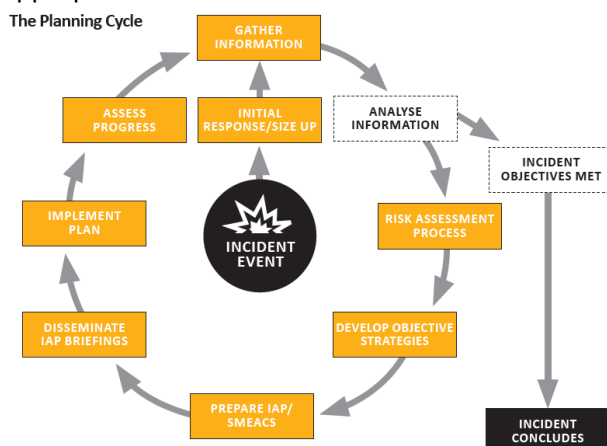 The Planning Cycle
GATHER
INFORMATION
ASSESS
PROGRESS
INITIAL
RESPONSE/SIZE UP
ANALYSE
INFORMATION
INCIDENT
OBJECTIVES MET
IMPLEMENT
PLAN
INCIDENT
EVENT
RISK ASSESSMENT
PROCESS
DISSEMINATE
IAP BRIEFINGS
DEVELOP OBJECTIVE
STRATEGIES
PREPARE IAP/
SMEACS
INCIDENT
CONCLUDES